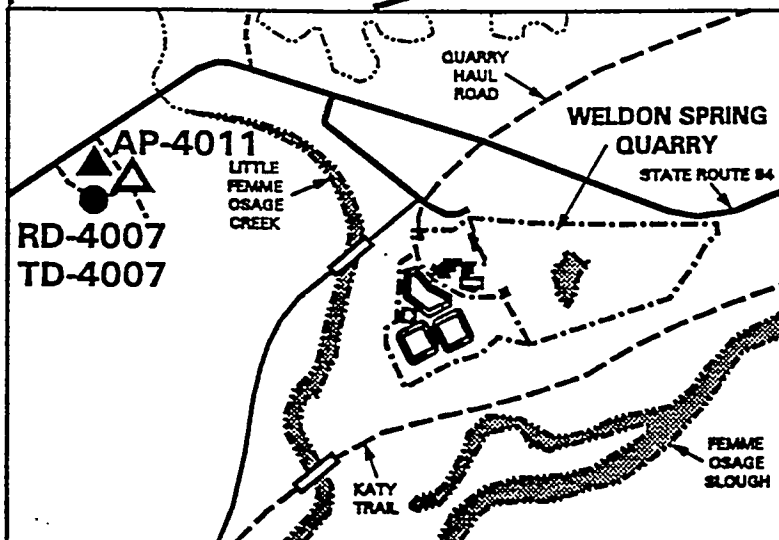 QUARRY
HAUL
ROAD
WELDON SPRING
QUARRY
STATE ROUTE 94
AP-4011
LITTLE
FEMME
OSAGE
CREEK
RD-4007
TD-4007
KATY
TRAIL
FEMME
OSAGE
SLOUGH